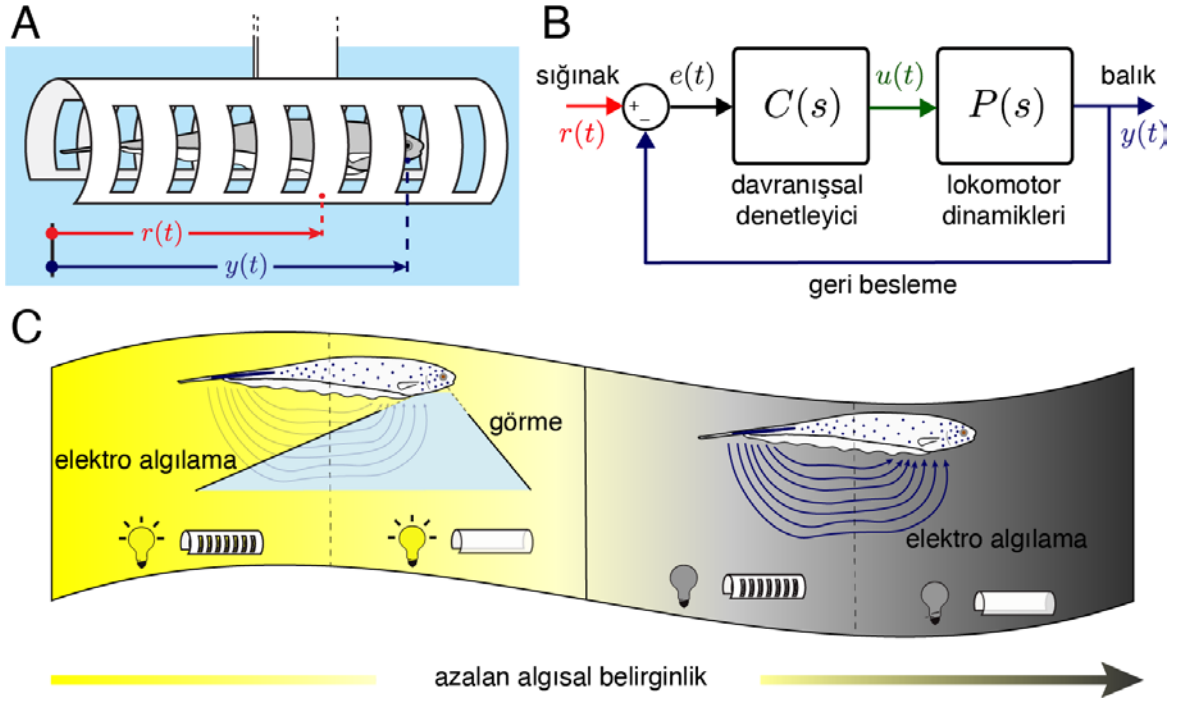 A
r(t)
y(t)
B
sığınak
r(t)
+
−
e(t)
C(s)
u(t)
P(s)
balık
y(t)
davranışsal
denetleyici
lokomotor
dinamikleri
geri besleme
C
elektro algılama
görme
elektro algılama
azalan algısal belirginlik